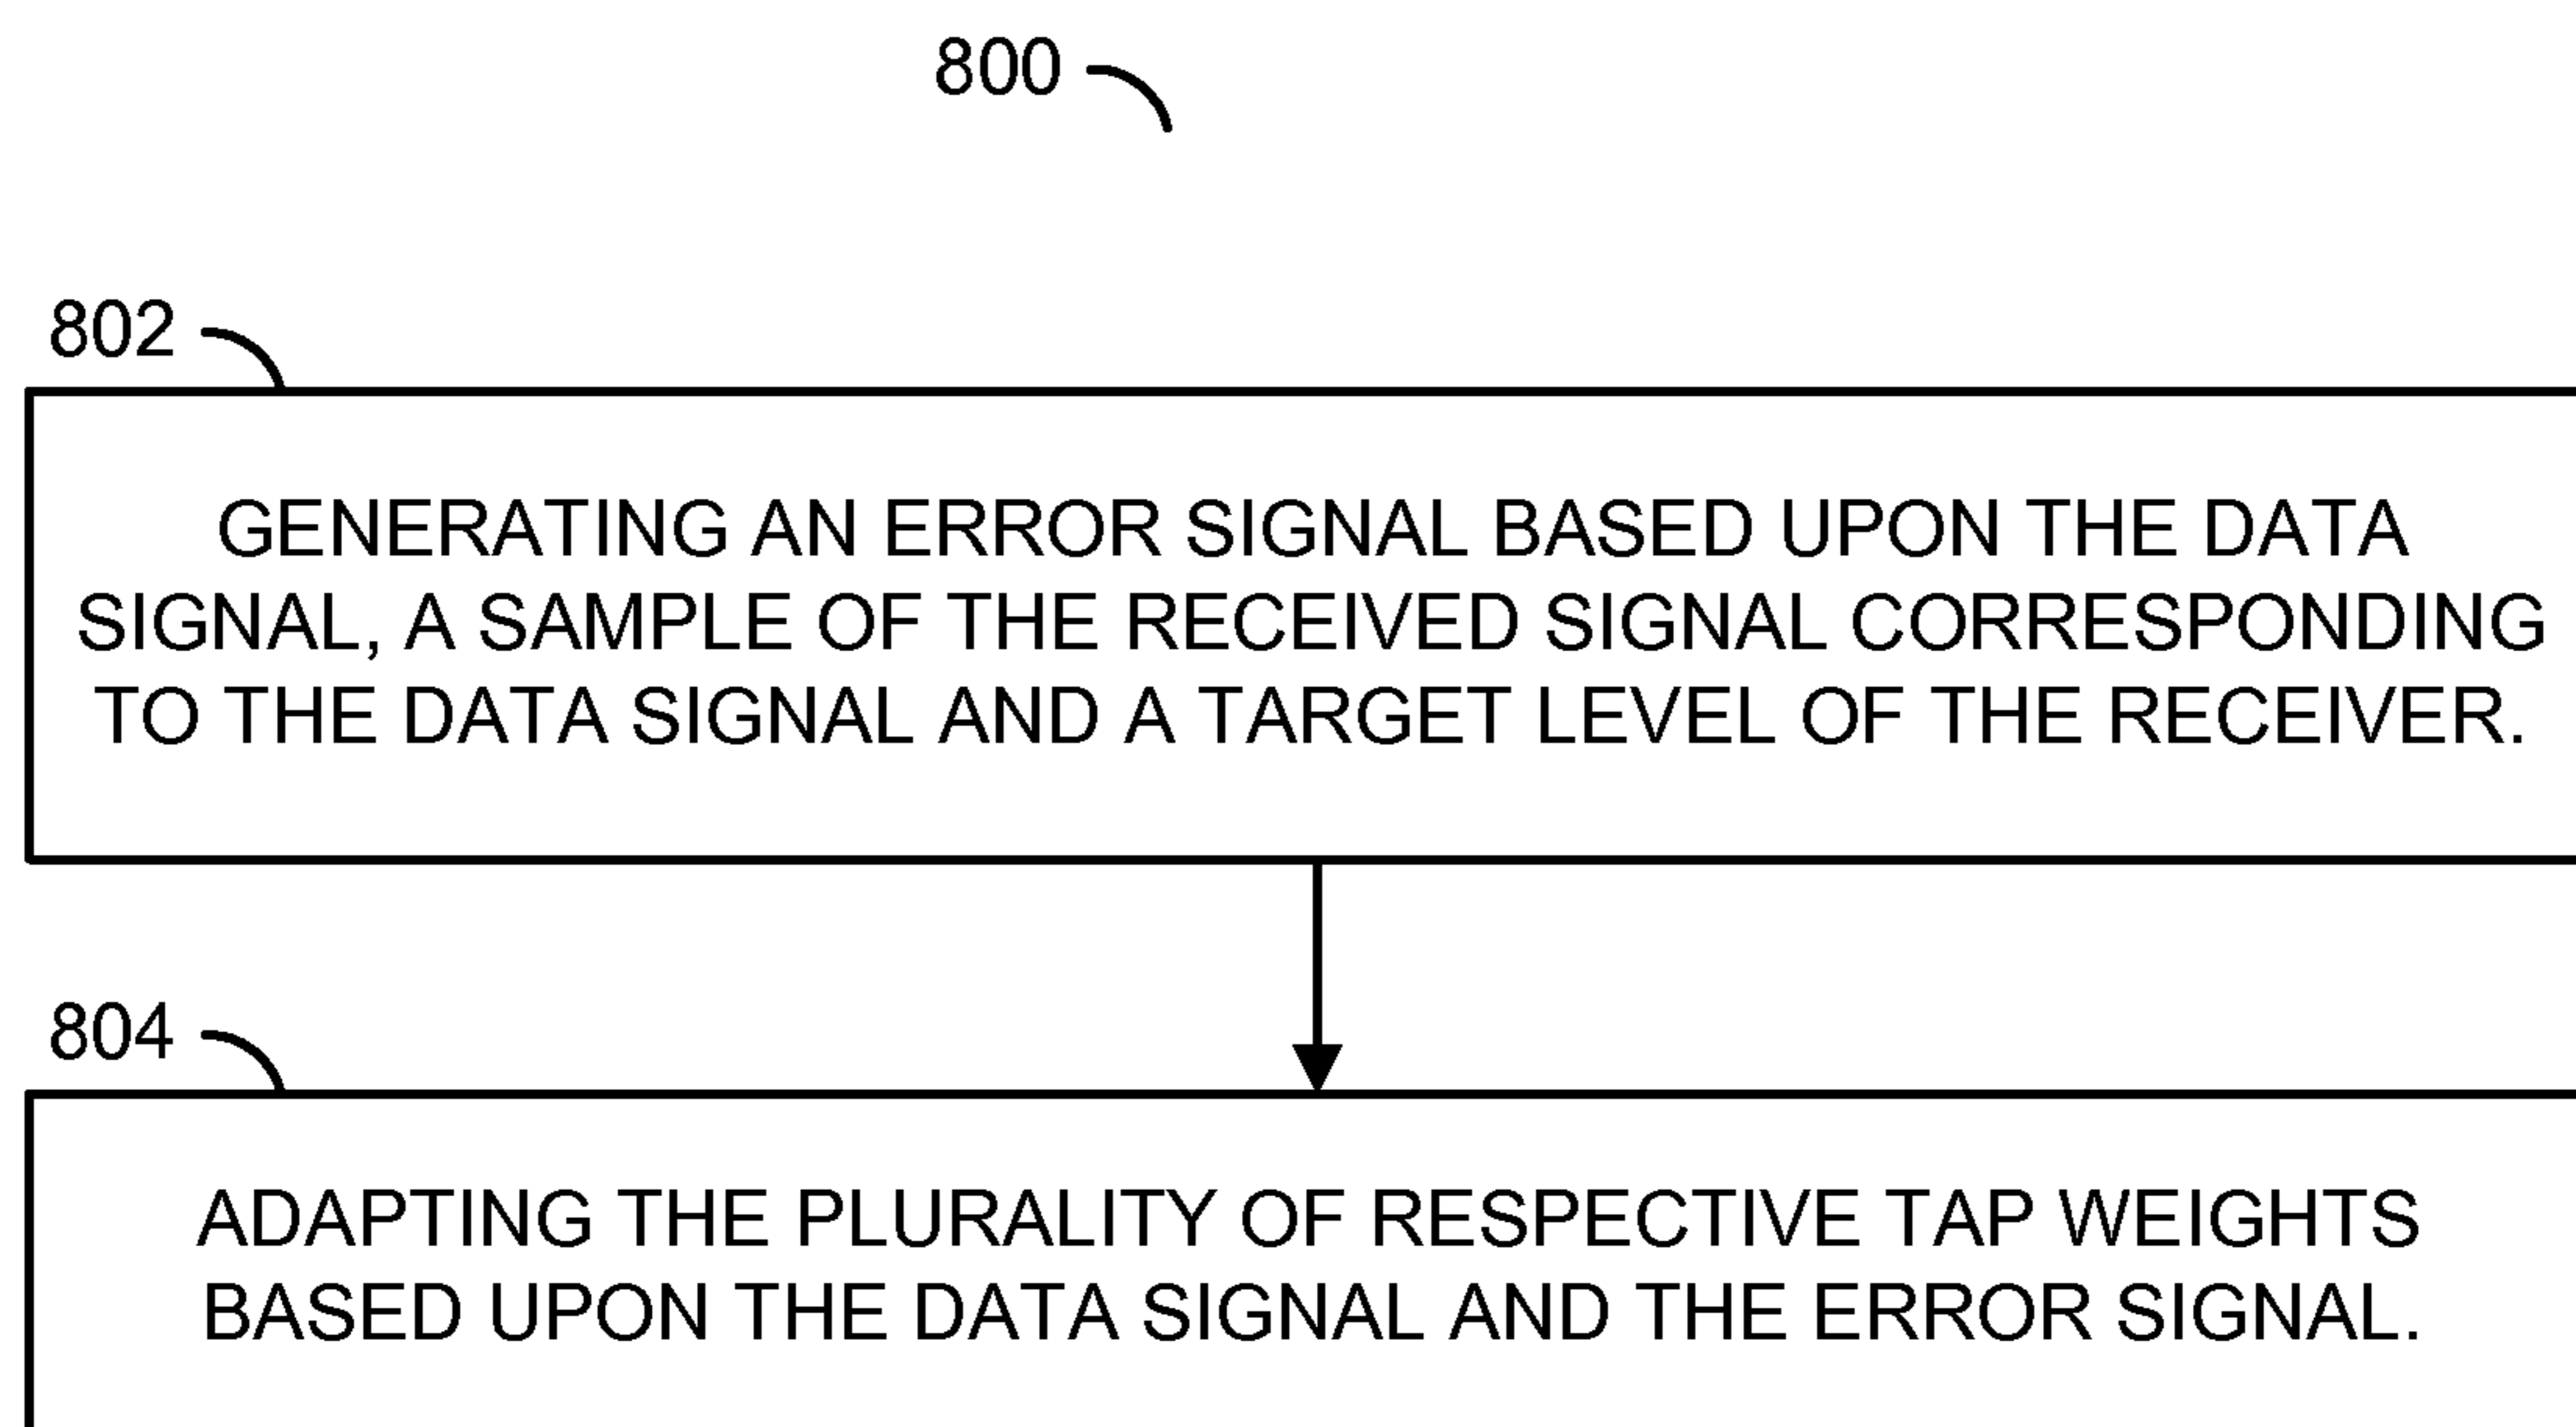 800
802
GENERATING AN ERROR SIGNAL BASED UPON THE DATA
SIGNAL, A SAMPLE OF THE RECEIVED SIGNAL CORRESPONDING
TO THE DATA SIGNAL AND A TARGET LEVEL OF THE RECEIVER.
804
ADAPTING THE PLURALITY OF RESPECTIVE TAP WEIGHTS
BASED UPON THE DATA SIGNAL AND THE ERROR SIGNAL.